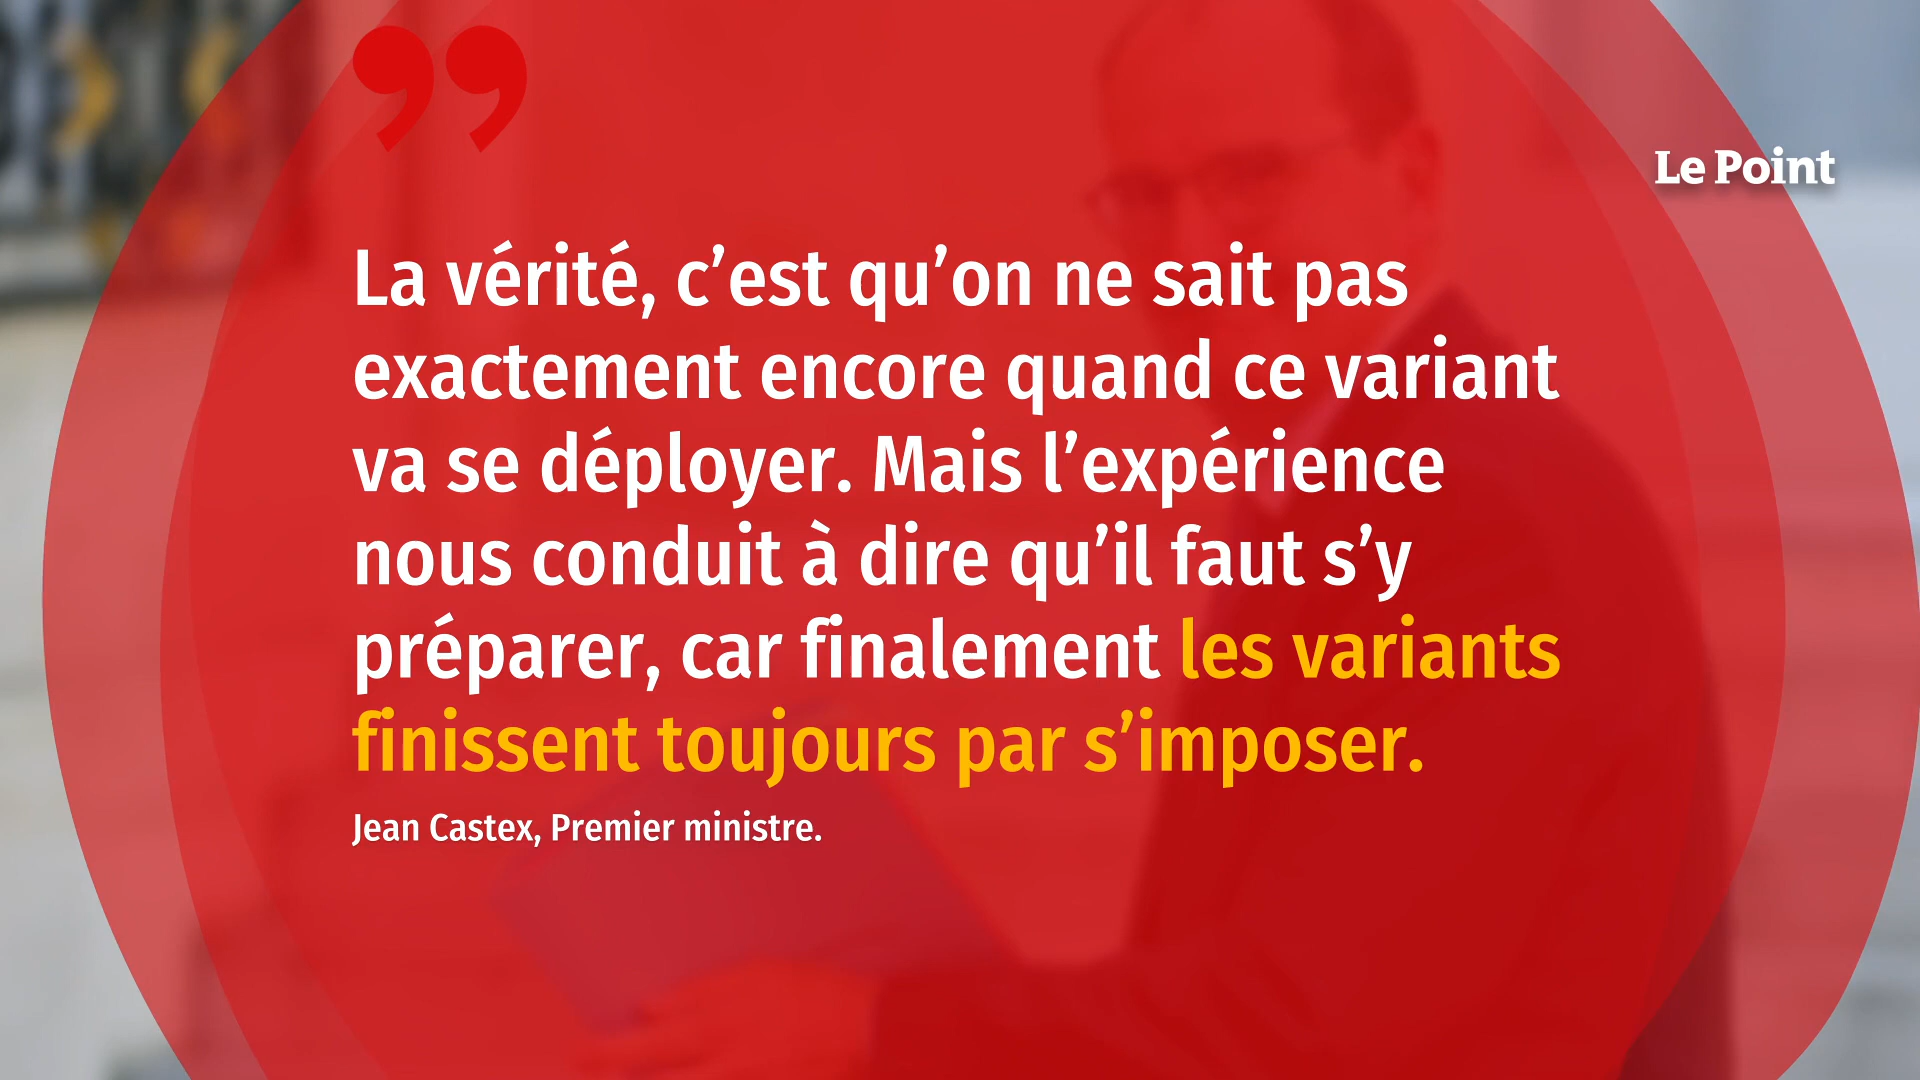 Le Point
La vérité, c’est qu’on ne sait pas
exactement encore quand ce variant
va se déployer. Mais l’expérience
nous conduit à dire qu’il faut s’y
préparer, car finalement les variants
finissent toujours par s’imposer.
Jean Castex, Premier ministre.